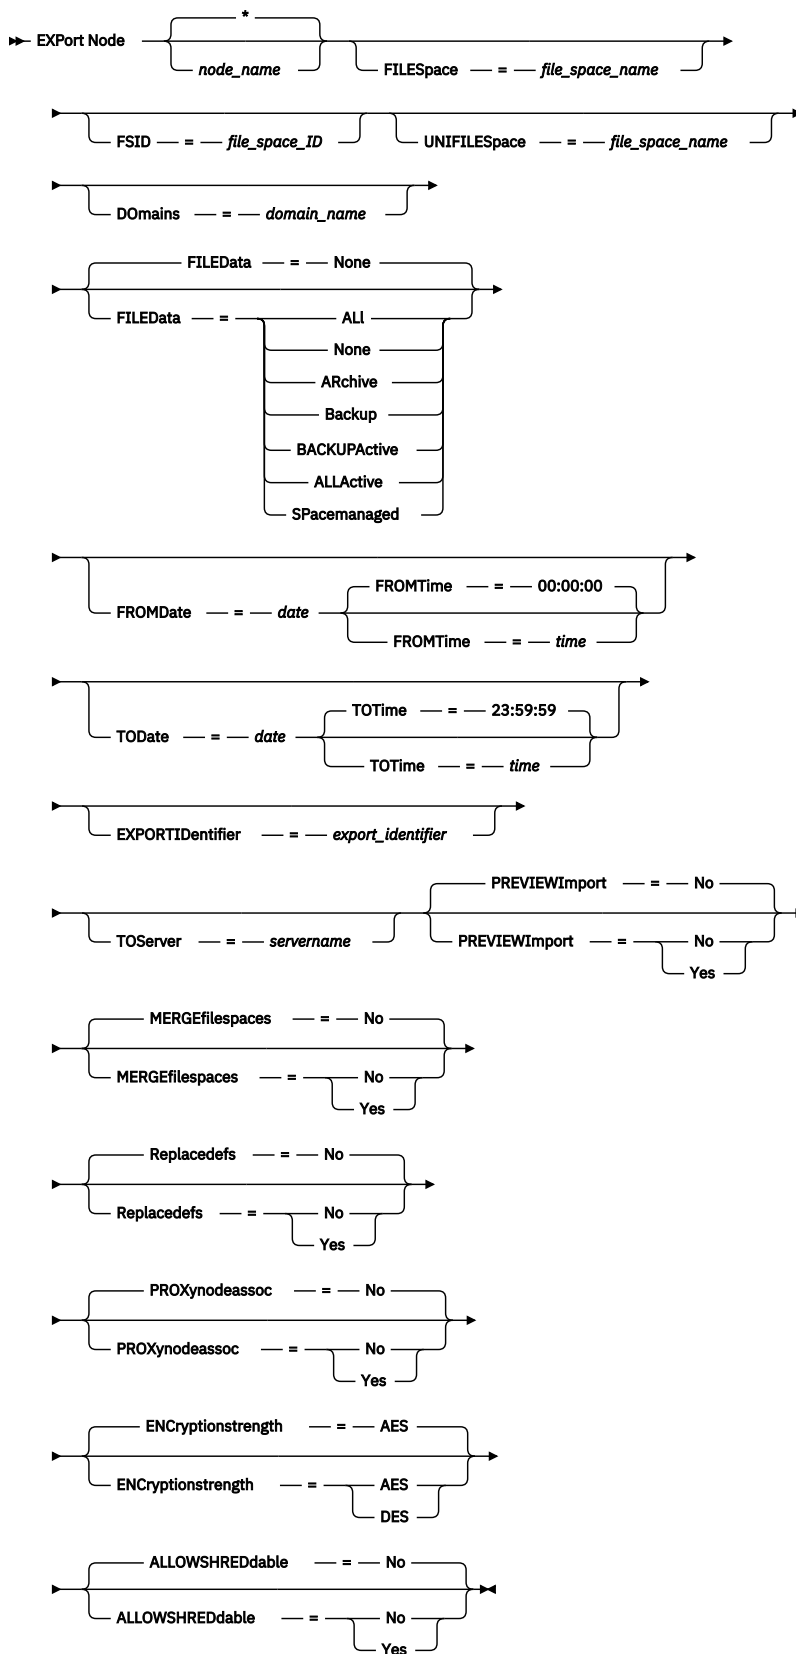 *
EXPort Node
node_name
FILESpace = file_space_name
FSID = file_space_ID
UNIFILESpace = file_space_name
DOmains = domain_name
FILEData = None
FILEData = ALl
None
ARchive
Backup
BACKUPActive
ALLActive
SPacemanaged
FROMTime = 00:00:00
FROMDate = date
FROMTime = time
TOTime = 23:59:59
TODate = date
TOTime = time
EXPORTIDentifier = export_identifier
PREVIEWImport = No
TOServer = servername
PREVIEWImport = No
Yes
MERGEfilespaces = No
MERGEfilespaces = No
Yes
Replacedefs = No
Replacedefs = No
Yes
PROXynodeassoc = No
PROXynodeassoc = No
Yes
ENCryptionstrength = AES
ENCryptionstrength = AES
DES
ALLOWSHREDdable = No
ALLOWSHREDdable = No
Yes